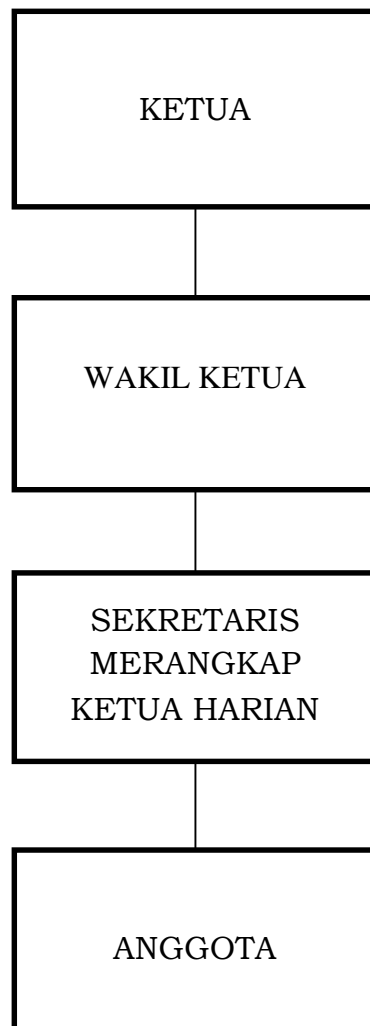 KETUA
WAKIL KETUA
SEKRETARIS
MERANGKAP
KETUA HARIAN
ANGGOTA